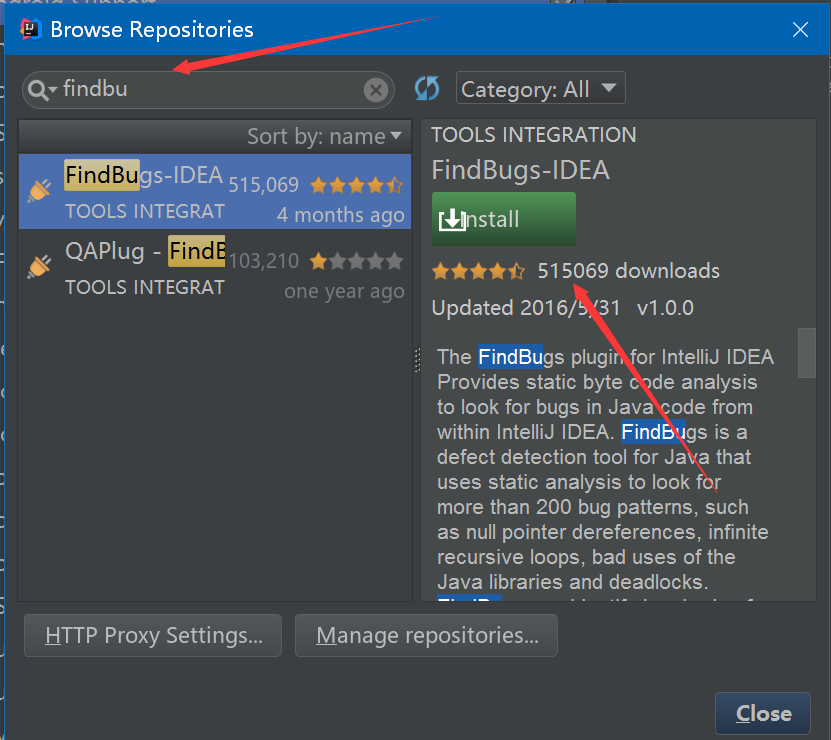 Browse Repositories
findbu
Category: All
Sort by: name
FindBugs-IDEA 515,069
TOOLS INTEGRAT 4 months ago
QAPlug - FindB 103,210
TOOLS INTEGRAT one year ago
TOOLS INTEGRATION
FindBugs-IDEA
Install
515069 downloads
Updated 2016/5/31 v1.0.0
The FindBugs plugin for IntelliJ IDEA
Provides static byte code analysis
to look for bugs in Java code from
within IntelliJ IDEA. FindBugs is a
defect detection tool for Java that
uses static analysis to look for
more than 200 bug patterns, such
as null pointer dereferences, infinite
recursive loops, bad uses of the
Java libraries and deadlocks.
HTTP Proxy Settings...
Manage repositories...
Close